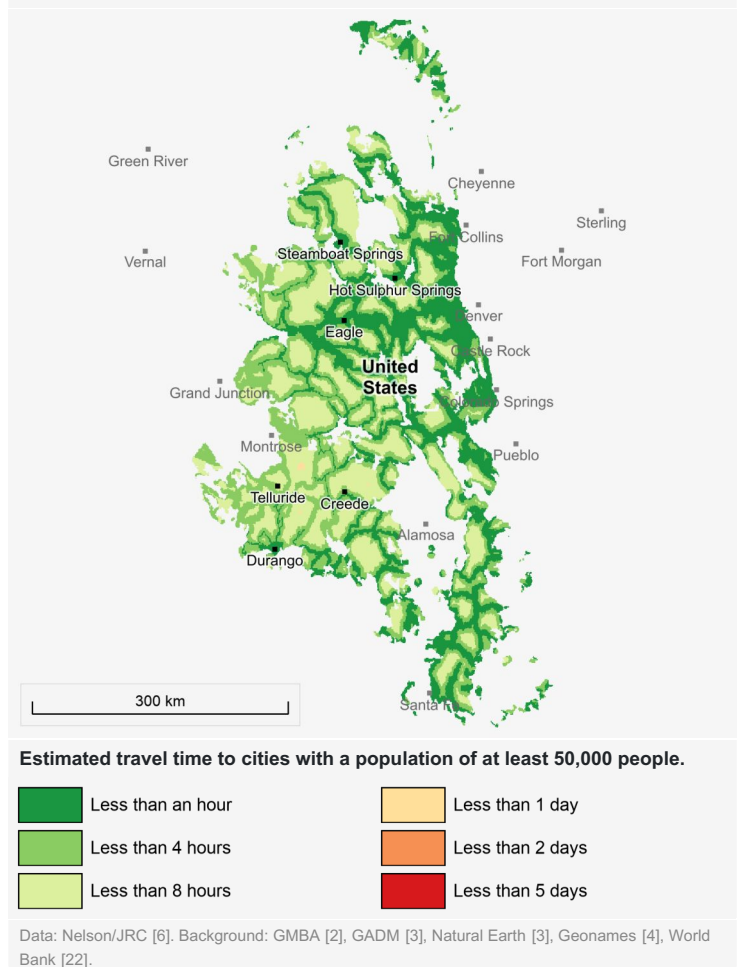 Green River
Cheyenne
Sterling
Fort Collins
Steamboat Springs
Fort Morgan
Vernal
Hot Sulphur Springs
Denver
Eagle
Castle Rock
United
States
Grand Junction
Colorado Springs
Montrose
Pueblo
Telluride
Creede
Alamosa
Durango
300 km
Santa Fe
Estimated travel time to cities with a population of at least 50,000 people.
Less than an hour
Less than 1 day
Less than 4 hours
Less than 2 days
Less than 8 hours
Less than 5 days
Data: Nelson/JRC [6]. Background: GMBA [2], GADM [3], Natural Earth [3], Geonames [4], World
Bank [22].